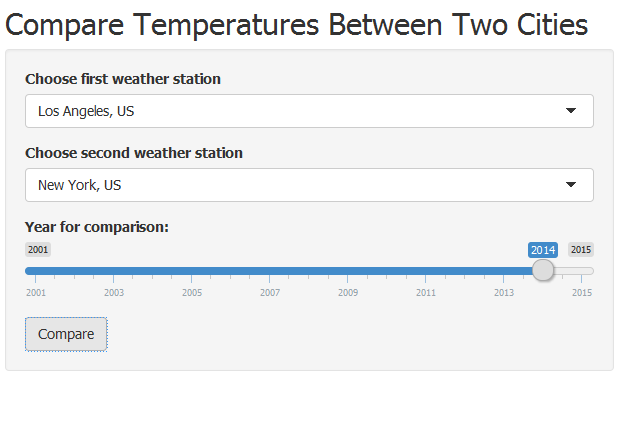 Compare Temperatures Between Two Cities
Choose first weather station
Los Angeles, US
Choose second weather station
New York, US
Year for comparison:
2001 2014 2015
2001 2003 2005 2007 2009 2011 2013 2015
Compare